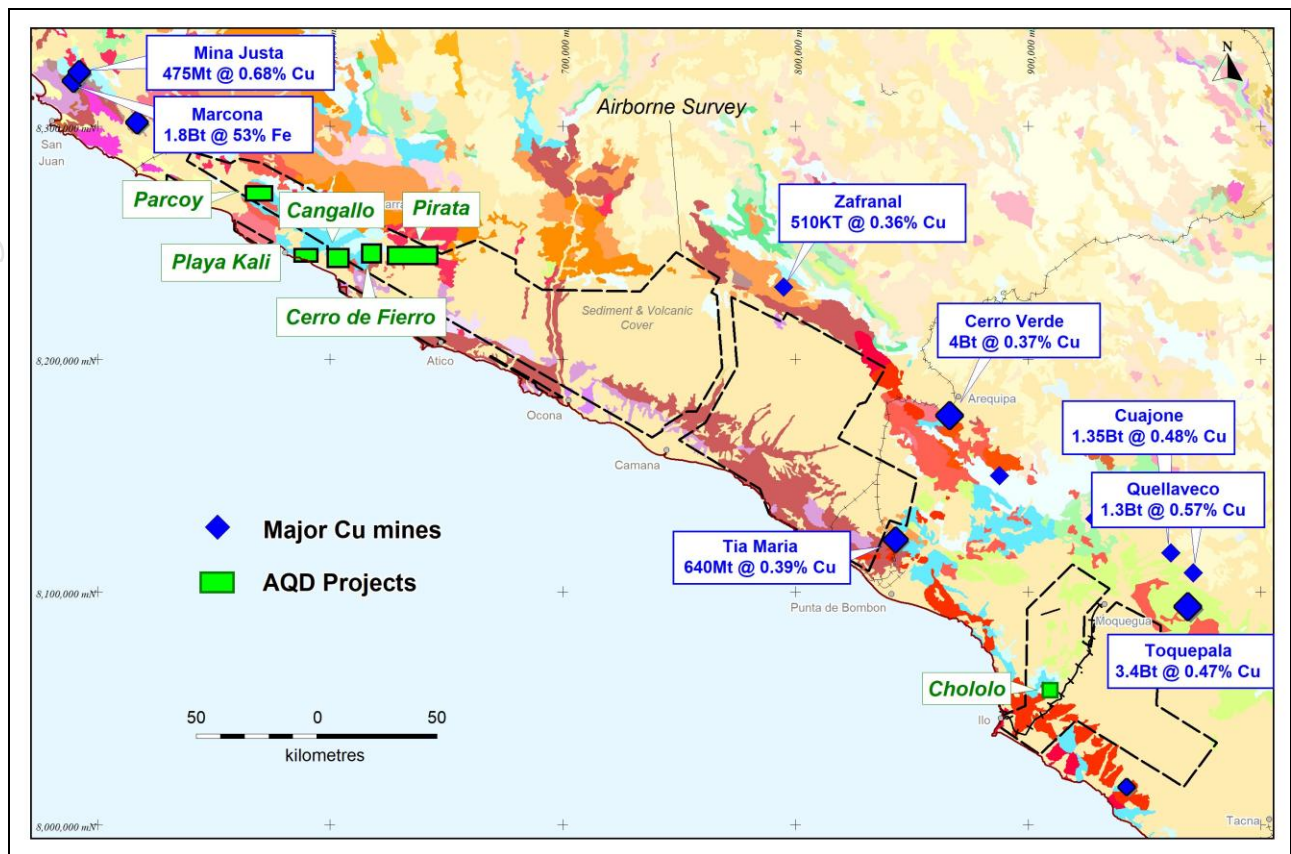 Mina Justa
475Mt @ 0.68% Cu
Marcona
1.8Bt @ 53% Fe
700,000 mE
800,000 mE
900,000 mE
N
8,300,000 mN
San
Juan
Airborne Survey
Parcoy
Cangallo
Pirata
Playa Kali
Cerro de Fierro
Zafranal
510KT @ 0.36% Cu
Sediment & Volcanic
Cover
Cerro Verde
4Bt @ 0.37% Cu
8,200,000 mN
Atico
Arequipa
Ocona
Camana
Cuajone
1.35Bt @ 0.48% Cu
Quellaveco
1.3Bt @ 0.57% Cu
Major Cu mines
AQD Projects
Tia Maria
640Mt @ 0.39% Cu
8,100,000 mN
Punta de Bombon
Moquegua
Toquepala
3.4Bt @ 0.47% Cu
Chololo
Ilo
50 0 50
kilometres
8,000,000 mN
Tacna